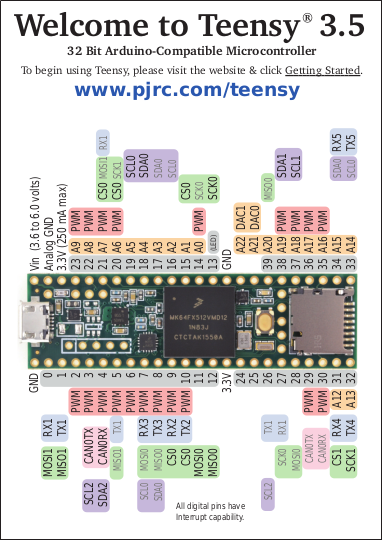 Welcome to Teensy® 3.5
32 Bit Arduino-Compatible Microcontroller
To begin using Teensy, please visit the website & click Getting Started.
www.pjrc.com/teensy
Vin (3.6 to 6.0 volts)
Analog GND
3.3V (250 mA max)
23 A9 PWM
22 A8 PWM
21 A7 PWM CS0 MOSI1 RX1
20 A6 PWM CS0 SCK1
19 A5 SCL0
18 A4 SDA0
17 A3 SDA0
16 A2 SCL0
15 A1 CS0
14 A0 PWM SCK0
13 (LED) SCK0
GND
A22 DAC1
A21 DAC0
39 A20 MISO0
38 A19 PWM SDA1
37 A18 PWM SCL1
36 A17 PWM
35 A16 PWM
34 A15 SDA0 RX5
33 A14 SCL0 TX5
MK64FX512VMD12
1N83J
CTCTAK1558A
GND
0 RX1 MOSI1
1 TX1 MISO1
2 PWM
3 PWM CAN0TX SCL2
4 PWM CAN0RX SDA2
5 PWM TX1 MISO1
6 PWM
7 PWM RX3 MOSI0 SCL0
8 PWM TX3 MISO0 SDA0
9 PWM RX2 CS0
10 PWM TX2 CS0
11 MOSI0
12 MISO0
3.3V
24
25
26 TX1 SCL2
27 RX1 SCK0
28 MOSI0
29 PWM CAN0TX
30 PWM CAN0RX
31 A12 RX4 CS1
32 A13 TX4 SCK1
All digital pins have
Interrupt capability.